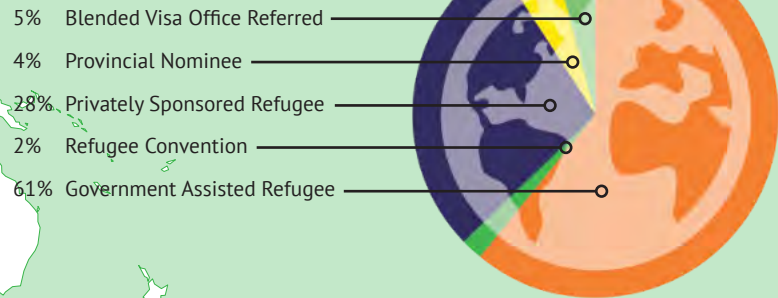 5% Blended Visa Office Referred
4% Provincial Nominee
28% Privately Sponsored Refugee
2% Refugee Convention
61% Government Assisted Refugee